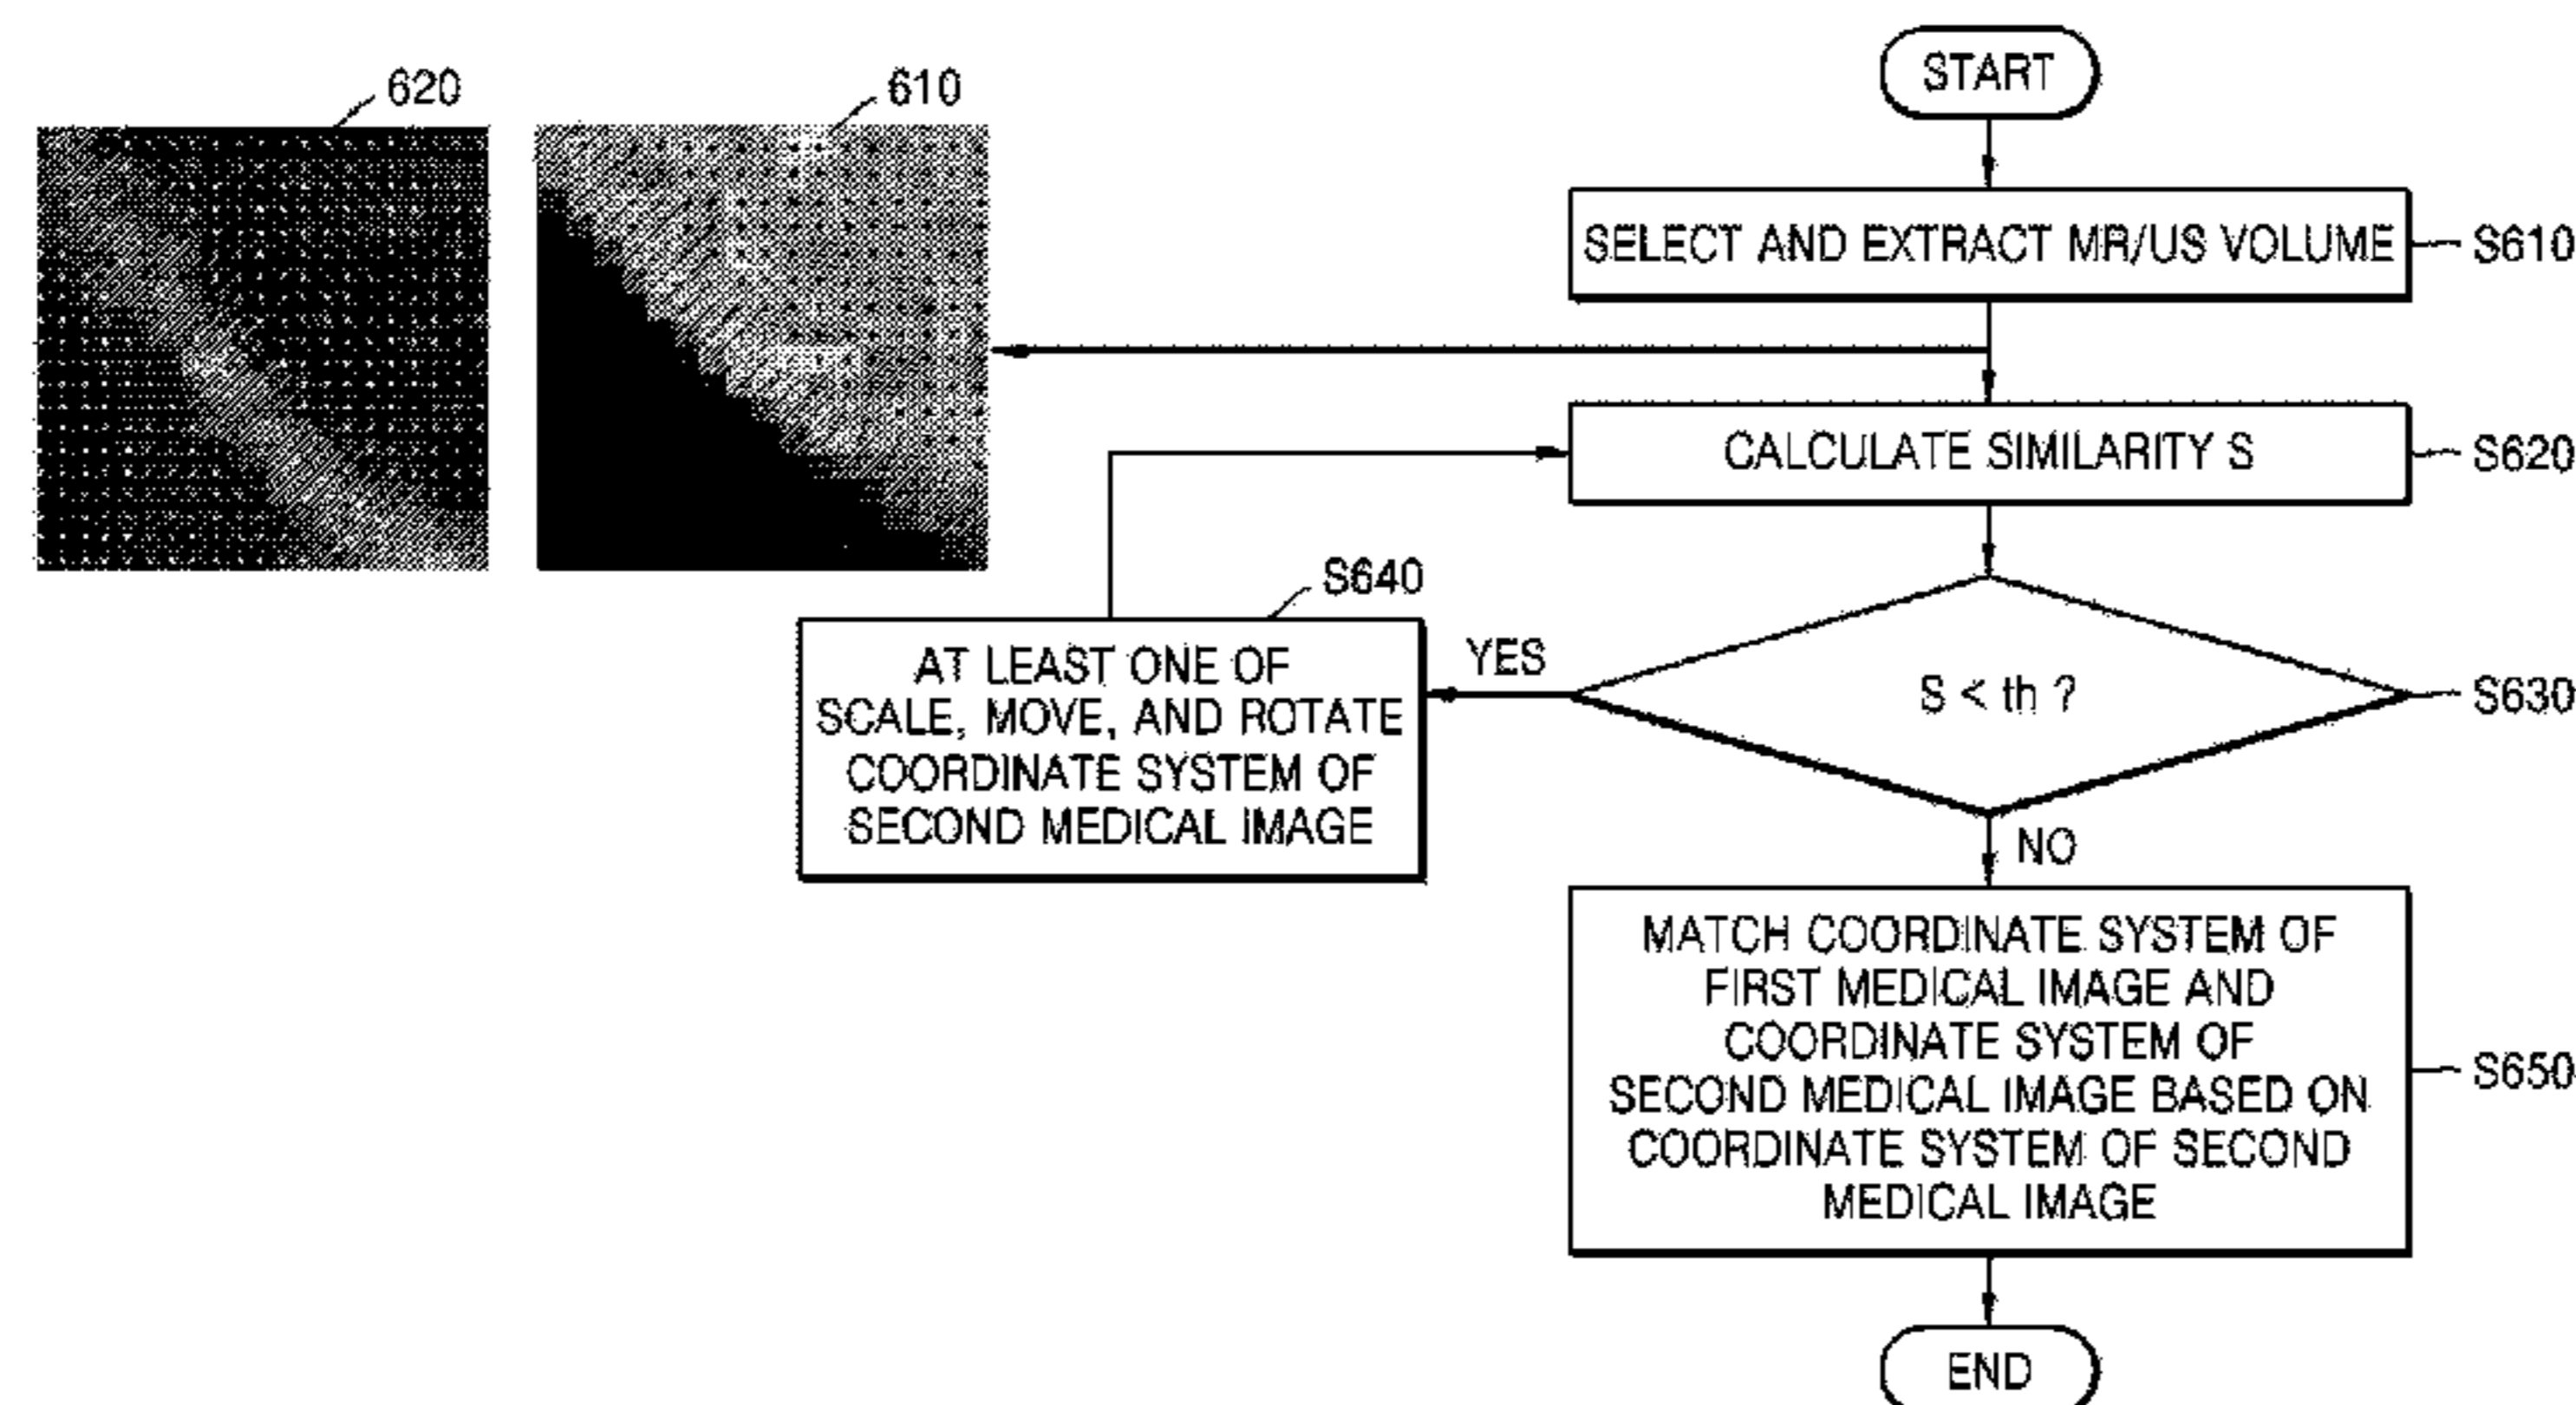 620
610
START
SELECT AND EXTRACT MR/US VOLUME
S610
CALCULATE SIMILARITY S
S620
S640
AT LEAST ONE OF
SCALE, MOVE, AND ROTATE
COORDINATE SYSTEM OF
SECOND MEDICAL IMAGE
YES
S < th ?
S630
NO
MATCH COORDINATE SYSTEM OF
FIRST MEDICAL IMAGE AND
COORDINATE SYSTEM OF
SECOND MEDICAL IMAGE BASED ON
COORDINATE SYSTEM OF SECOND
MEDICAL IMAGE
S650
END